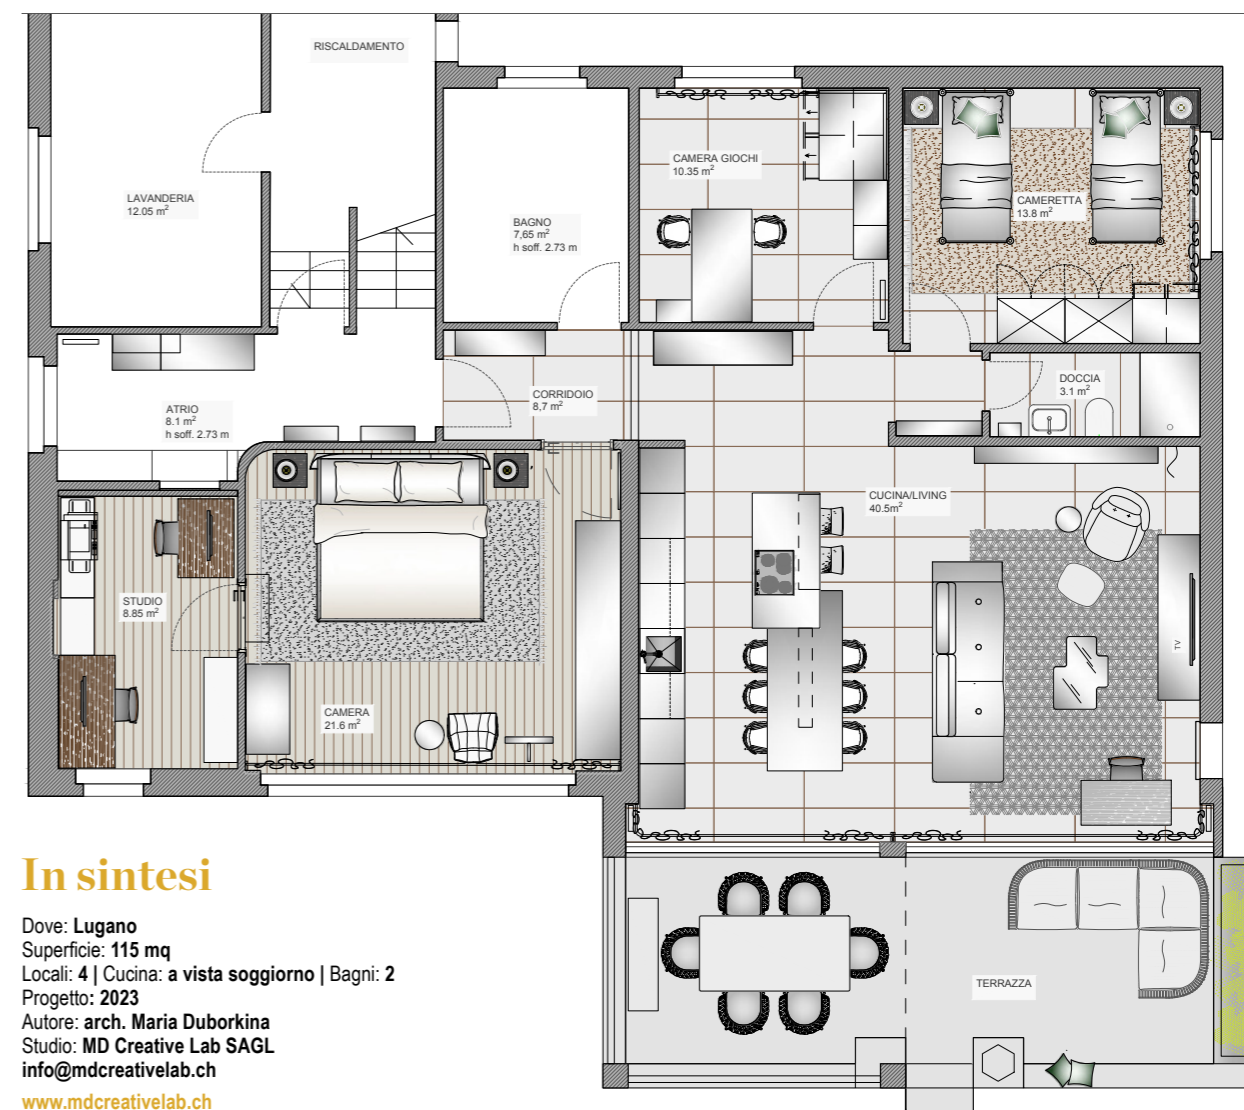 RISCALDAMENTO
LAVANDERIA
12.05 m²
BAGNO
7,65 m²
h soff. 2.73 m
CAMERA GIOCHI
10.35 m²
CAMERETTA
13.8 m²
ATRIO
8.1 m²
h soff. 2.73 m
CORRIDOIO
8,7 m²
DOCCIA
3.1 m²
CUCINA/LIVING
40.5m²
STUDIO
8.85 m²
CAMERA
21.6 m²
TV
TERRAZZA
In sintesi
Dove: Lugano
Superficie: 115 mq
Locali: 4 | Cucina: a vista soggiorno | Bagni: 2
Progetto: 2023
Autore: arch. Maria Duborkina
Studio: MD Creative Lab SAGL
info@mdcreativelab.ch
www.mdcreativelab.ch